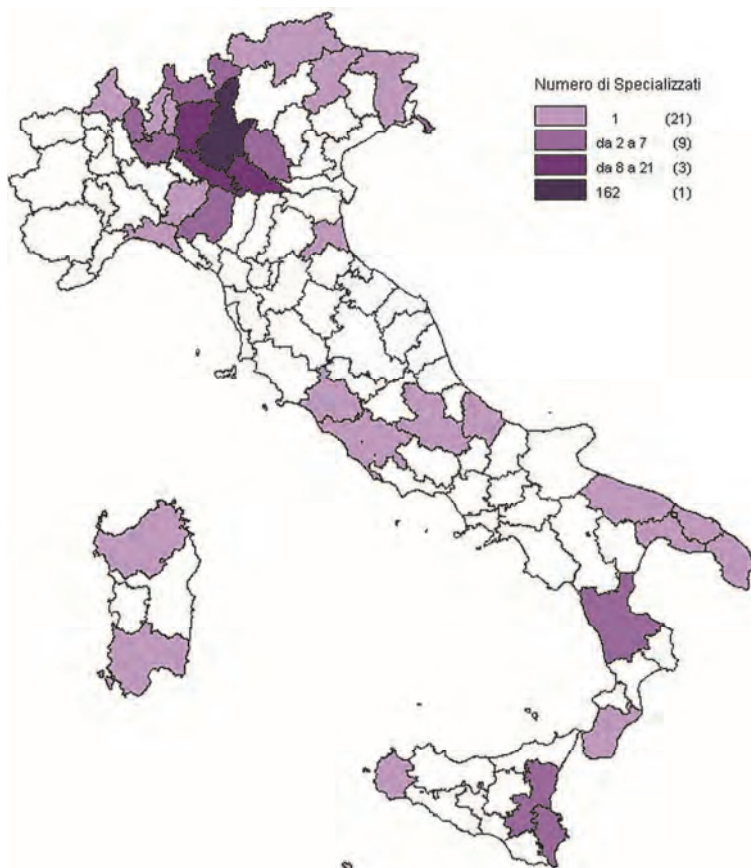 Numero di Specializzati
1 (21)
da 2 a 7 (9)
da 8 a 21 (3)
162 (1)